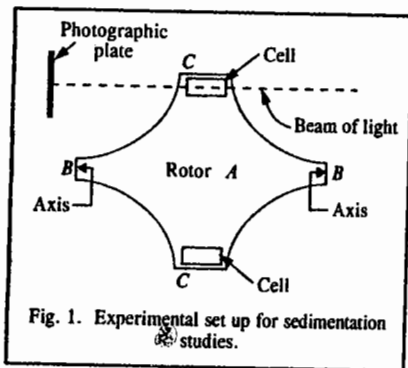 Photographic
plate
C
Cell
Beam of light
B
Rotor A
B
Axis
Axis
C
Cell
Fig. 1. Experimental set up for sedimentation
studies.